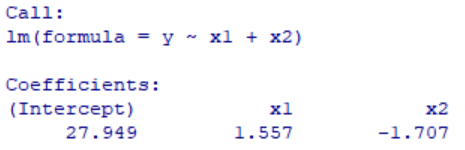 Call:
lm(formula = y ~ x1 + x2)
Coefficients:
(Intercept) x1 x2
27.949 1.557 -1.707